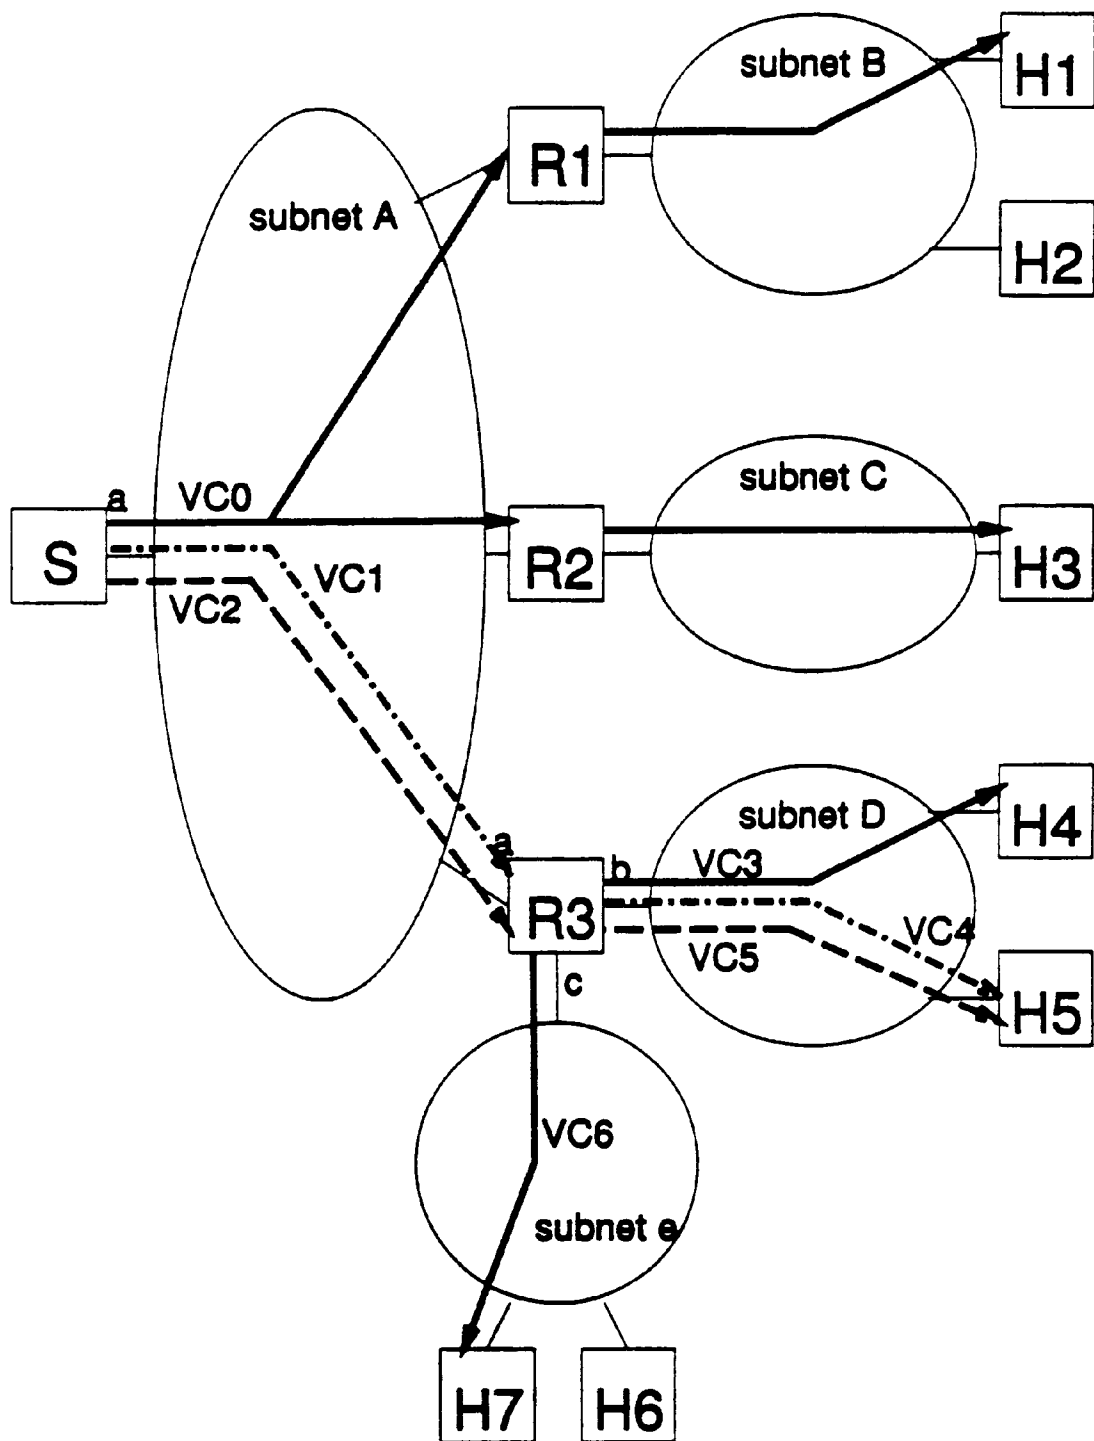 subnet B
H1
R1
subnet A
H2
subnet C
a
VC0
S
R2
H3
VC1
VC2
subnet D
H4
a
b
VC3
R3
VC4
VC5
c
H5
VC6
subnet e
H7
H6